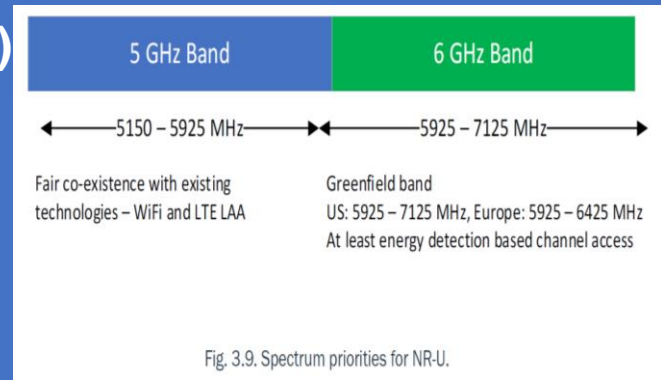 )
5 GHz Band
6 GHz Band
5150 – 5925 MHz
5925 – 7125 MHz
Fair co-existence with existing
technologies – WiFi and LTE LAA
Greenfield band
US: 5925 – 7125 MHz, Europe: 5925 – 6425 MHz
At least energy detection based channel access
Fig. 3.9. Spectrum priorities for NR-U.